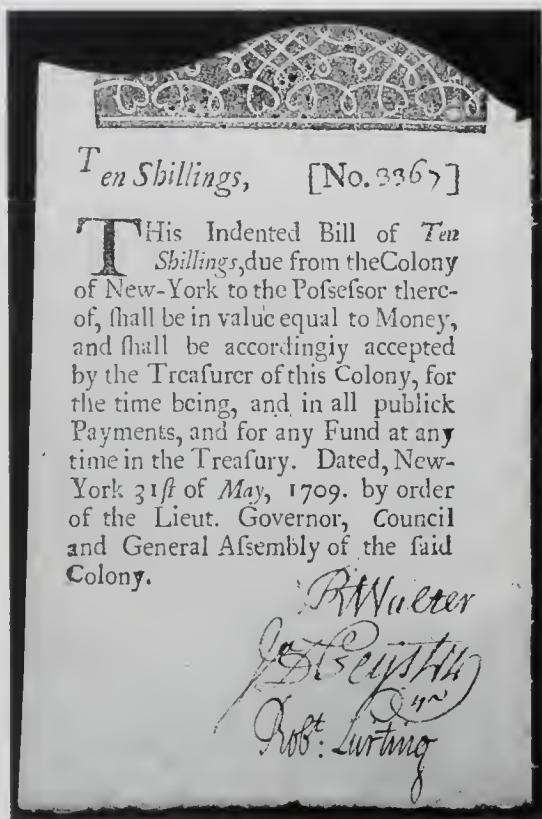 Ten Shillings, [No. 3367]
THis Indented Bill of Ten
Shillings,due from theColony
of New-York to the Poſseſsor there-
of, ſhall be in value equal to Money,
and ſhall be accordingiy accepted
by the Treaſurer of this Colony, for
the time being, and in all publick
Payments, and for any Fund at any
time in the Treaſury. Dated, New-
York 31ſt of May, 1709. by order
of the Lieut. Governor, Council
and General Aſsembly of the ſaid
Colony.
RWalter
Robt: Lurting